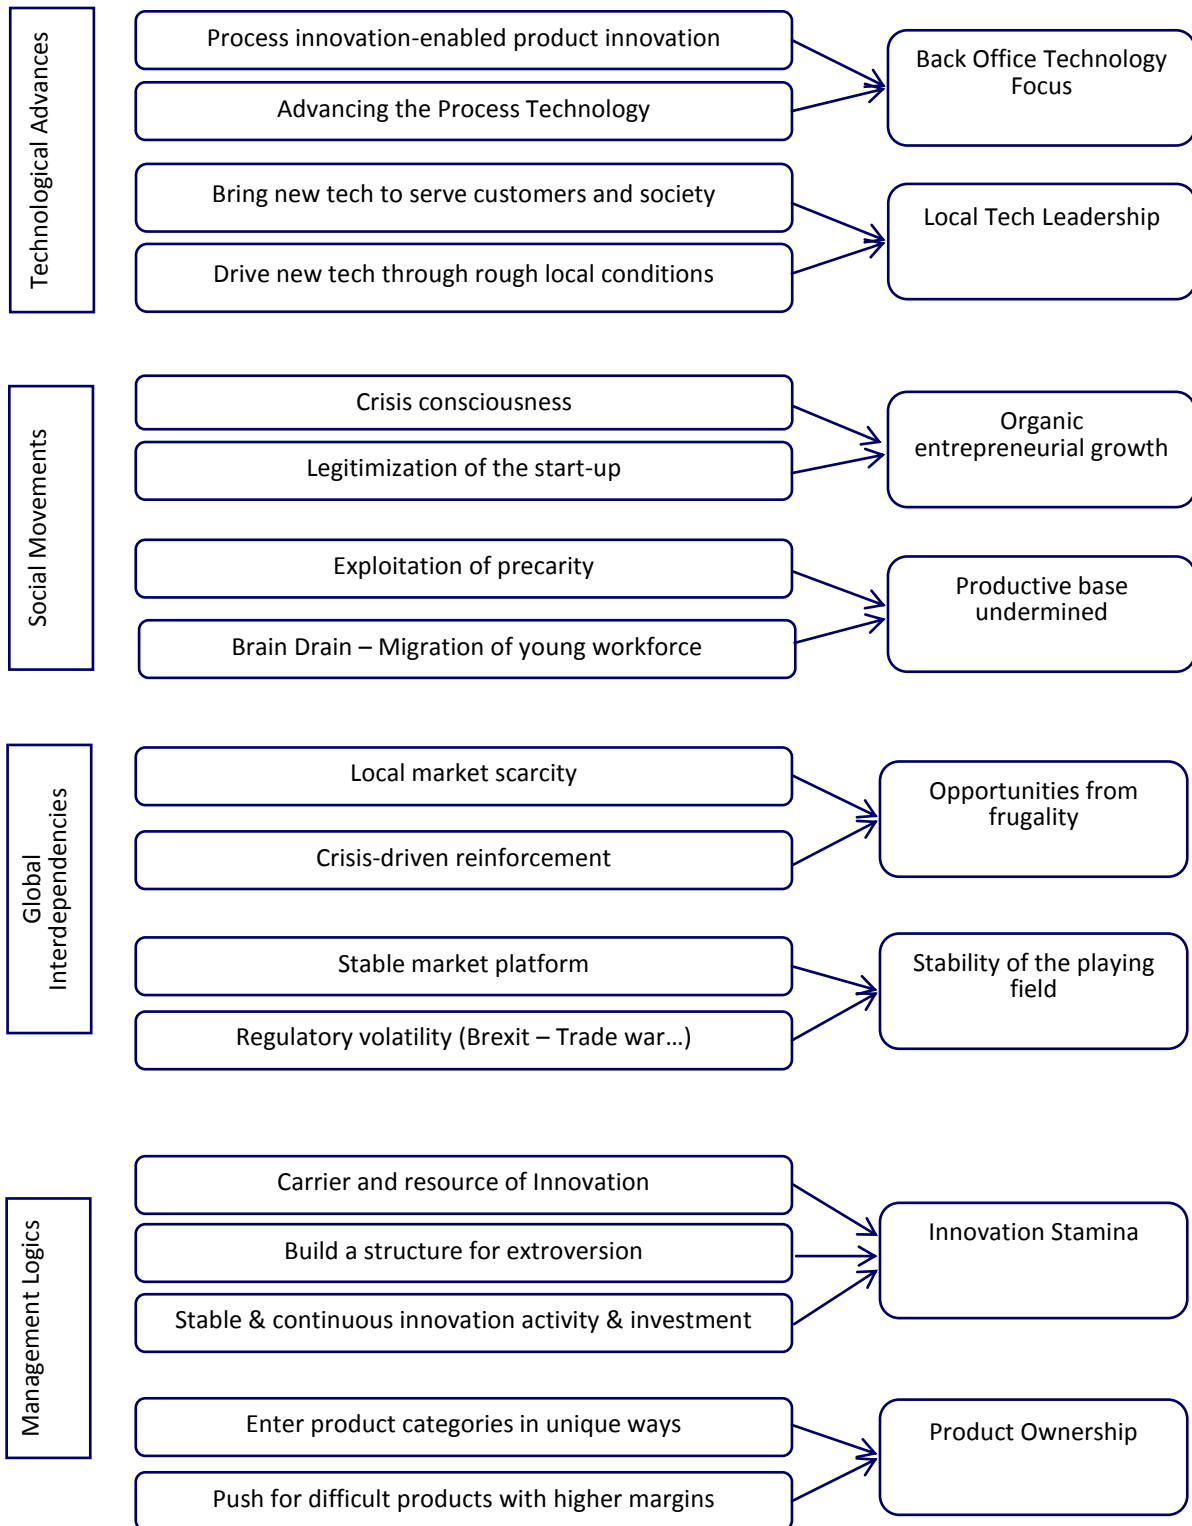 Technological Advances
Process innovation-enabled product innovation
Advancing the Process Technology
Back Office Technology
Focus
Bring new tech to serve customers and society
Drive new tech through rough local conditions
Local Tech Leadership
Social Movements
Crisis consciousness
Legitimization of the start-up
Organic
entrepreneurial growth
Exploitation of precarity
Brain Drain – Migration of young workforce
Productive base
undermined
Global
Interdependencies
Local market scarcity
Crisis-driven reinforcement
Opportunities from
frugality
Stable market platform
Regulatory volatility (Brexit – Trade war…)
Stability of the playing
field
Management Logics
Carrier and resource of Innovation
Build a structure for extroversion
Stable & continuous innovation activity & investment
Innovation Stamina
Enter product categories in unique ways
Push for difficult products with higher margins
Product Ownership